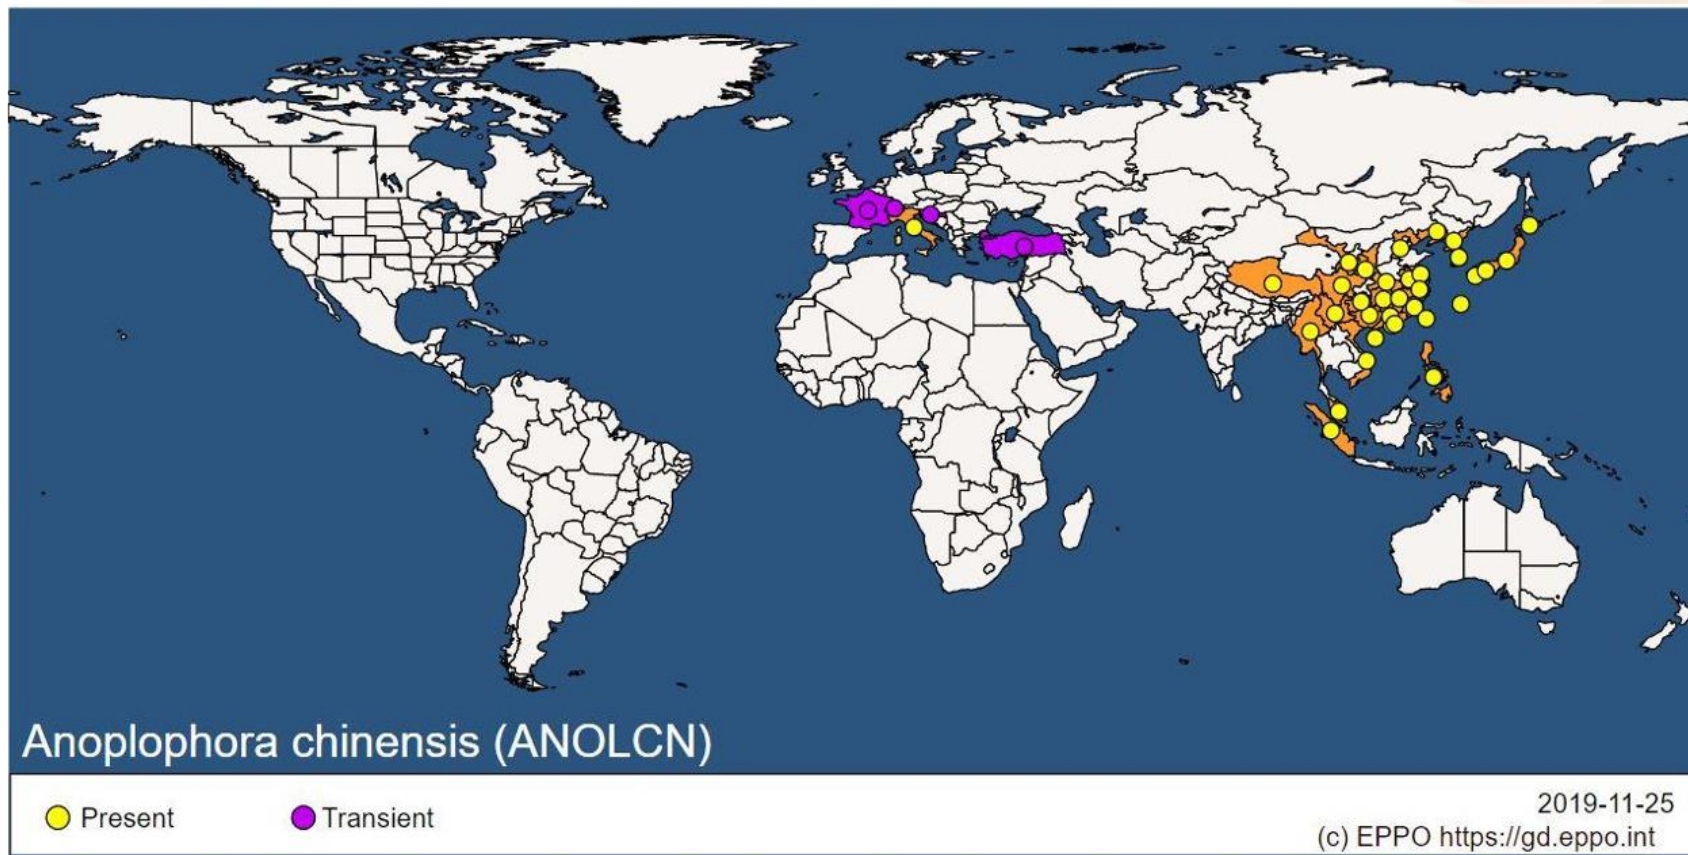 Anoplophora chinensis (ANOLCN)
Present
Transient
2019-11-25
(c) EPPO https://gd.eppo.int